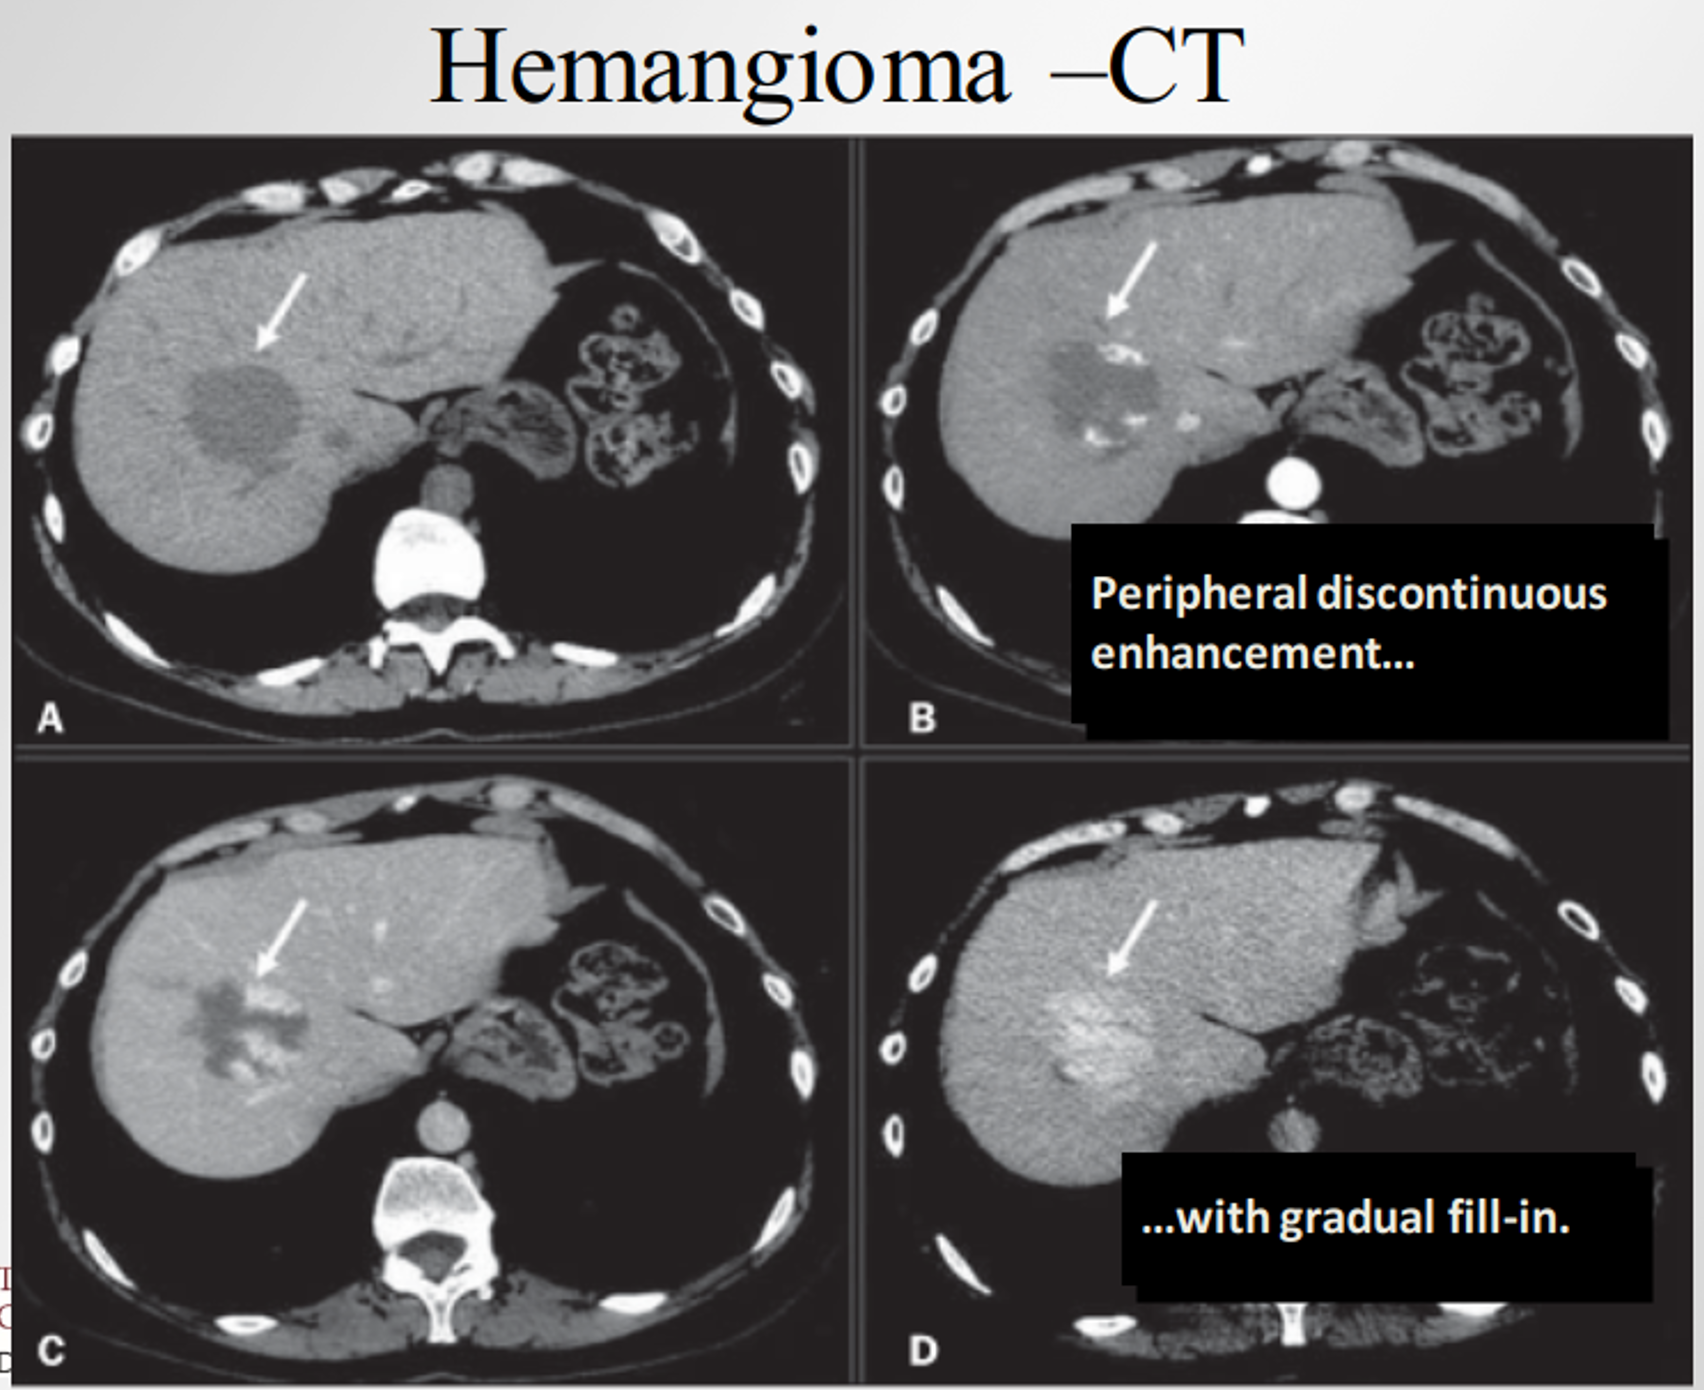 Hemangioma –CT
A
B
Peripheral discontinuous
enhancement...
C
D
...with gradual fill-in.